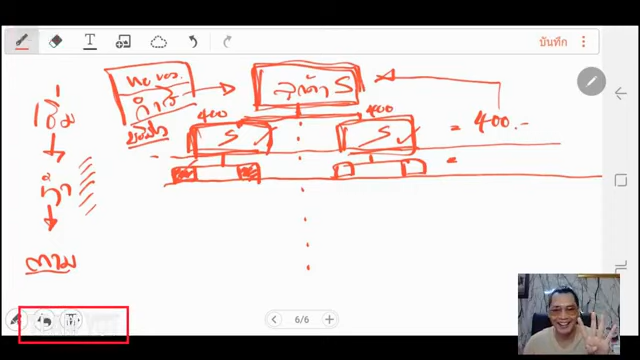 บันทึก
ลูกค้า S
กำไร
400
400
S
S
= 400.-
เริ่ม
ทำ
ตาม
6/6